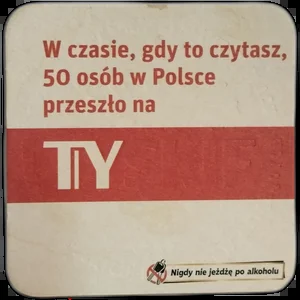 W czasie, gdy to czytasz,
50 osób w Polsce
przeszło na
TY
Nigdy nie jeżdżę po alkoholu